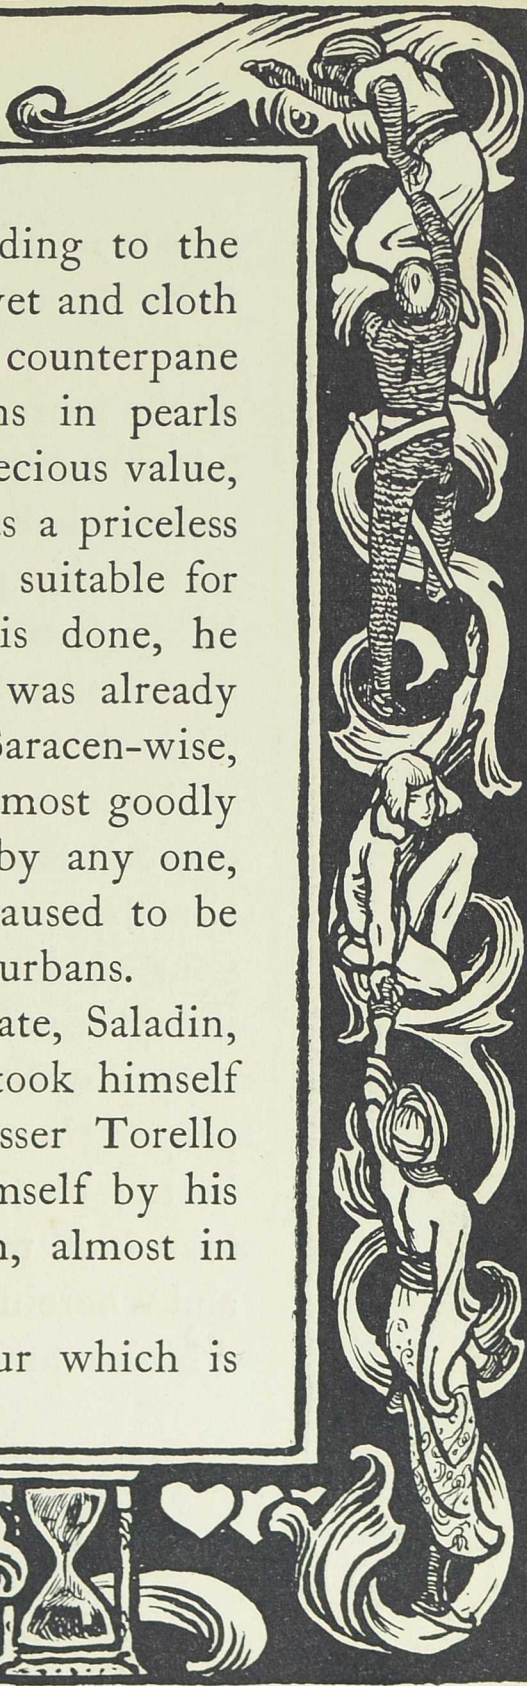 ding to the
vet and cloth
counterpane
ns in pearls
ecious value,
s a priceless
suitable for
is done, he
was already
Saracen-wise,
most goodly
by any one,
aused to be
urbans.
ate, Saladin,
took himself
sser Torello
mself by his
n, almost in
ur which is